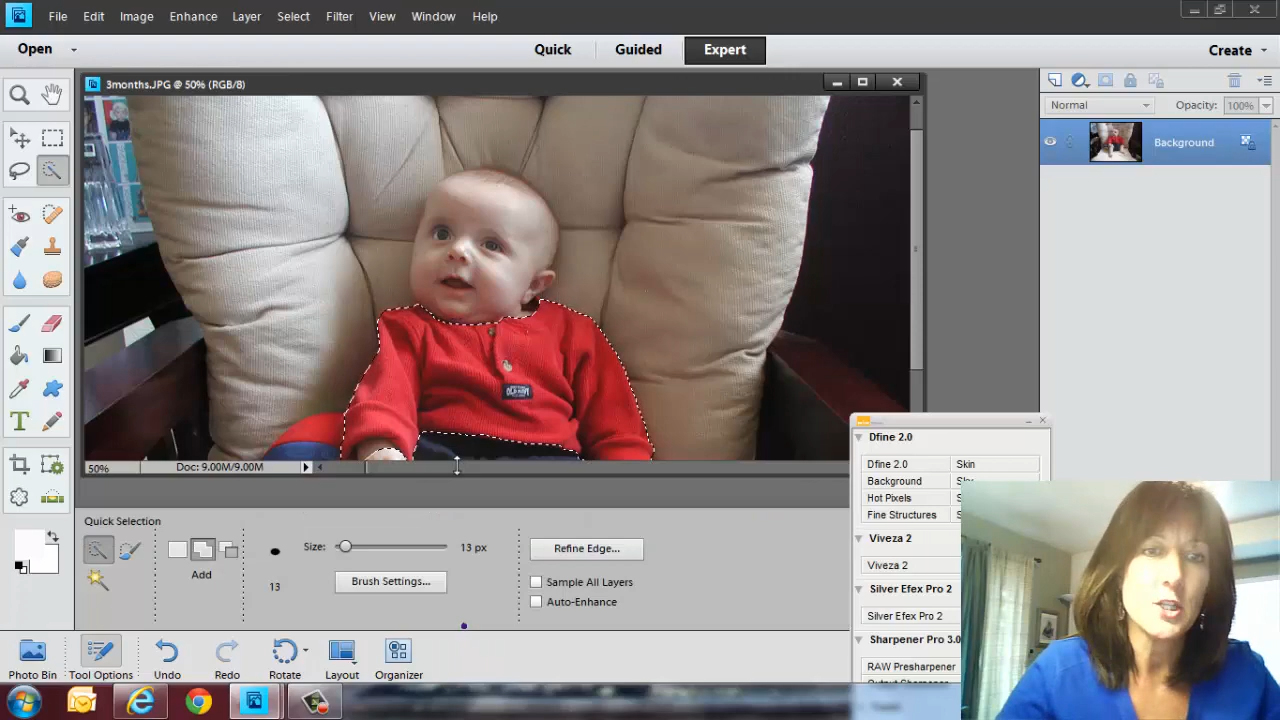 File Edit Image Enhance Layer Select Filter View Window Help
Open Quick Guided Expert Create
3months.JPG @ 50% (RGB/8)
Normal Opacity: 100%
Background
OLD NAVY
50% Doc: 9.00M/9.00M
Dfine 2.0
Dfine 2.0 Skin
Background
Hot Pixels
Fine Structures
Viveza 2
Viveza 2
Silver Efex Pro 2
Silver Efex Pro 2
Sharpener Pro 3.0
RAW Presharpener
Quick Selection
Add
Size: 13 px
13
Brush Settings...
Refine Edge...
Sample All Layers
Auto-Enhance
Photo Bin Tool Options Undo Redo Rotate Layout Organizer